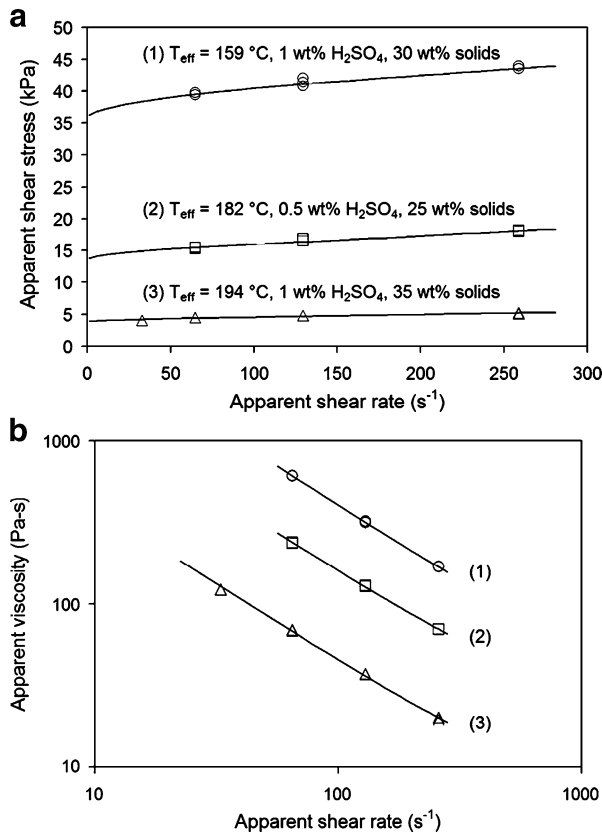 a
50
45
40
35
30
25
20
15
10
5
0
Apparent shear stress (kPa)
(1) T_eff = 159 °C, 1 wt% H₂SO₄, 30 wt% solids
(2) T_eff = 182 °C, 0.5 wt% H₂SO₄, 25 wt% solids
(3) T_eff = 194 °C, 1 wt% H₂SO₄, 35 wt% solids
0 50 100 150 200 250 300
Apparent shear rate (s⁻¹)
b
1000
100
10
Apparent viscosity (Pa-s)
(1)
(2)
(3)
10 100 1000
Apparent shear rate (s⁻¹)